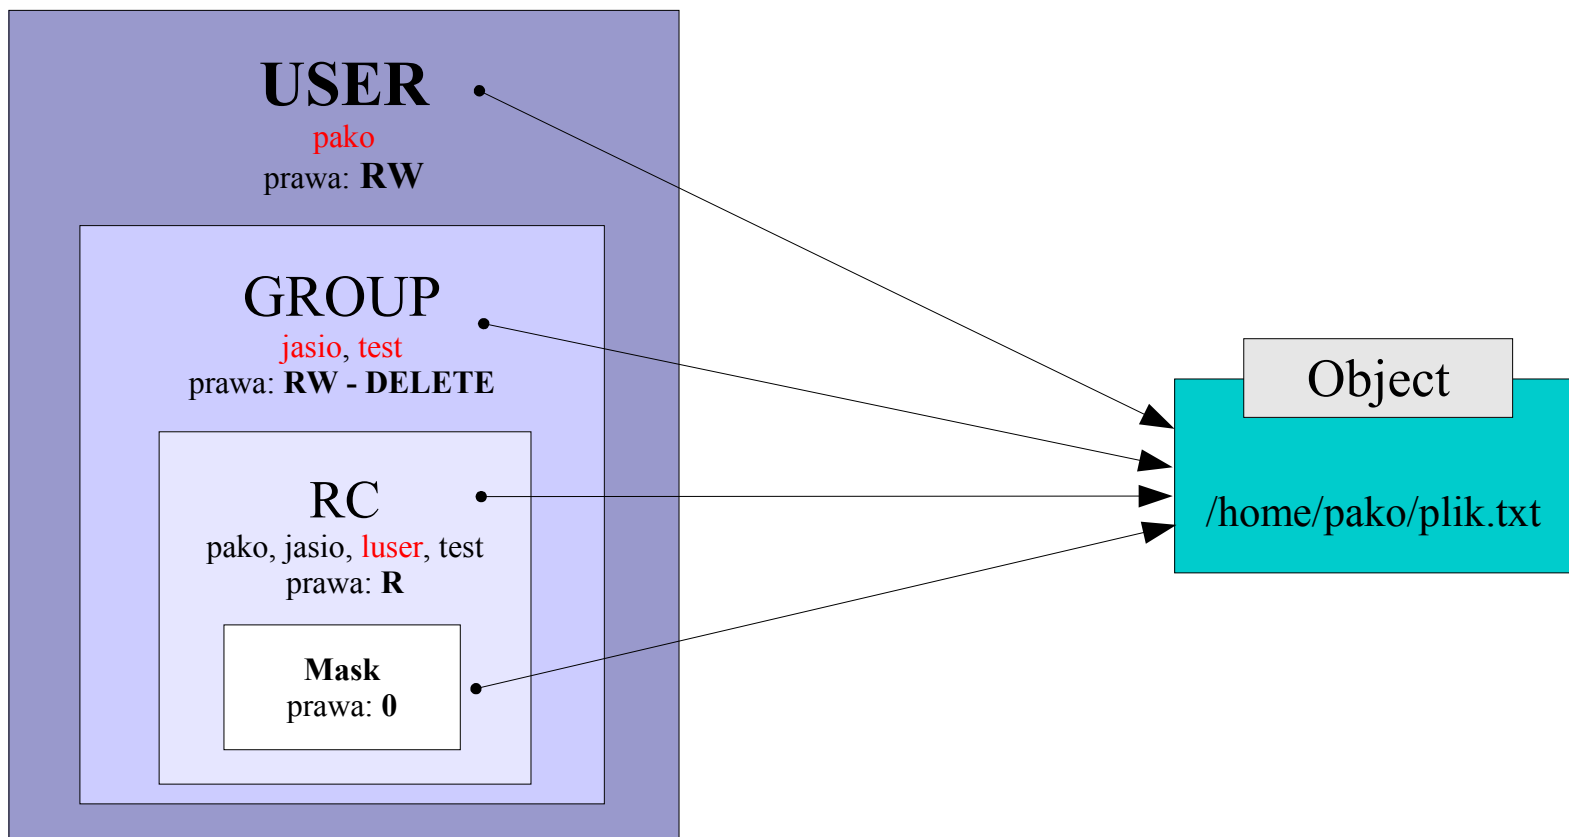 USER
pako
prawa: RW
GROUP
jasio, test
prawa: RW - DELETE
RC
pako, jasio, luser, test
prawa: R
Mask
prawa: 0
Object
/home/pako/plik.txt